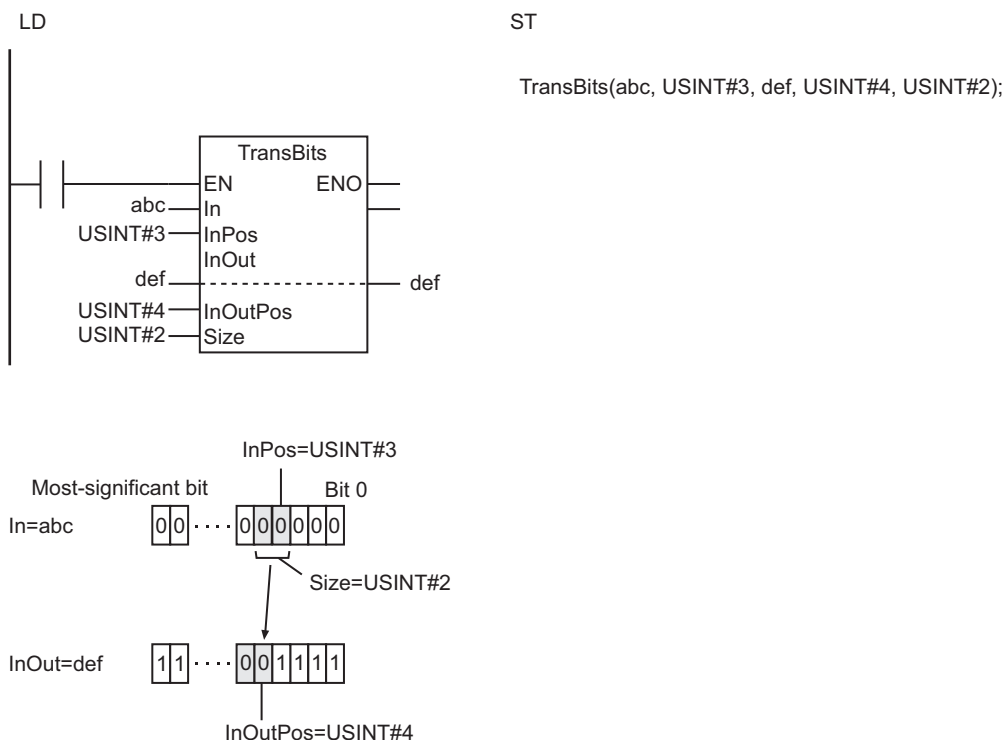 LD
ST
TransBits(abc, USINT#3, def, USINT#4, USINT#2);
TransBits
EN ENO
abc In
USINT#3 InPos
InOut
def def
USINT#4 InOutPos
USINT#2 Size
InPos=USINT#3
Most-significant bit Bit 0
In=abc 0 0 ···· 0 0 0 0 0 0
Size=USINT#2
InOut=def 1 1 ···· 0 0 1 1 1 1
InOutPos=USINT#4